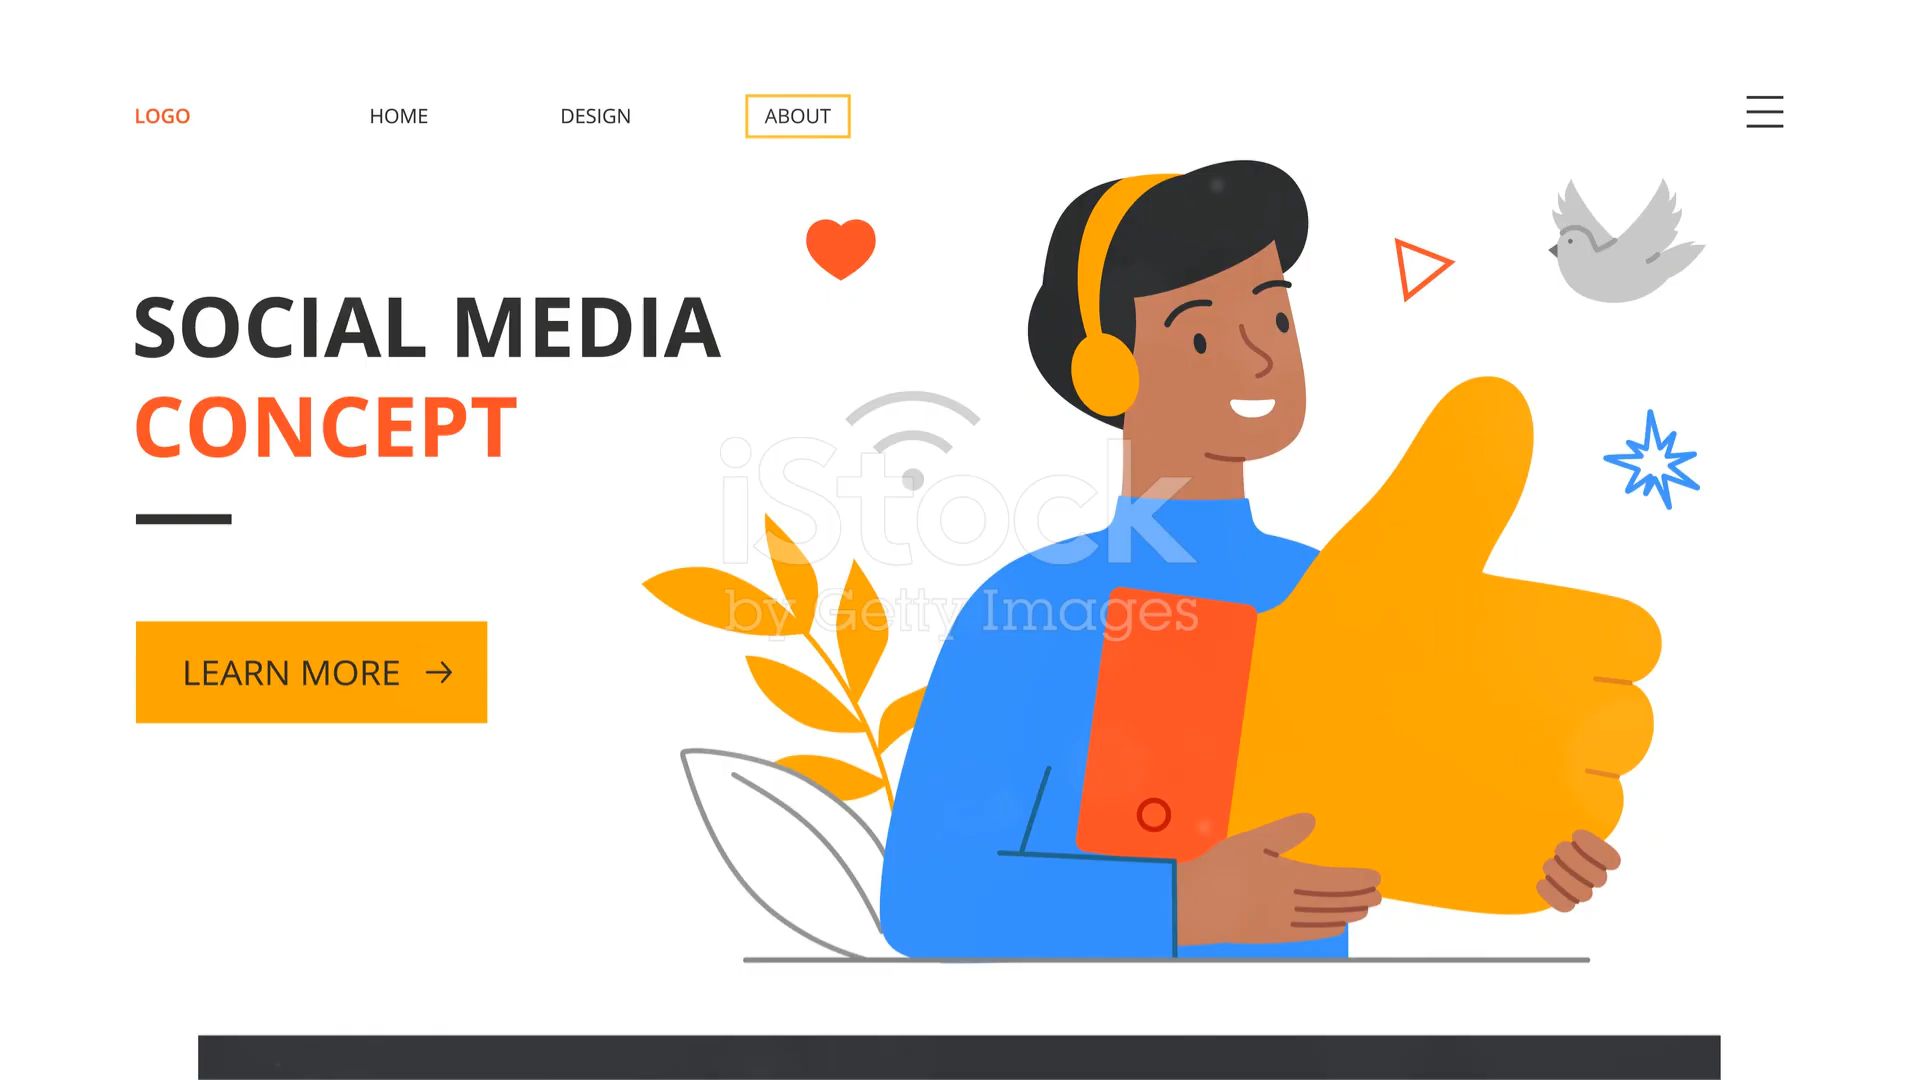 LOGO
HOME
DESIGN
ABOUT
SOCIAL MEDIA
CONCEPT
LEARN MORE →
iStock
by Getty Images